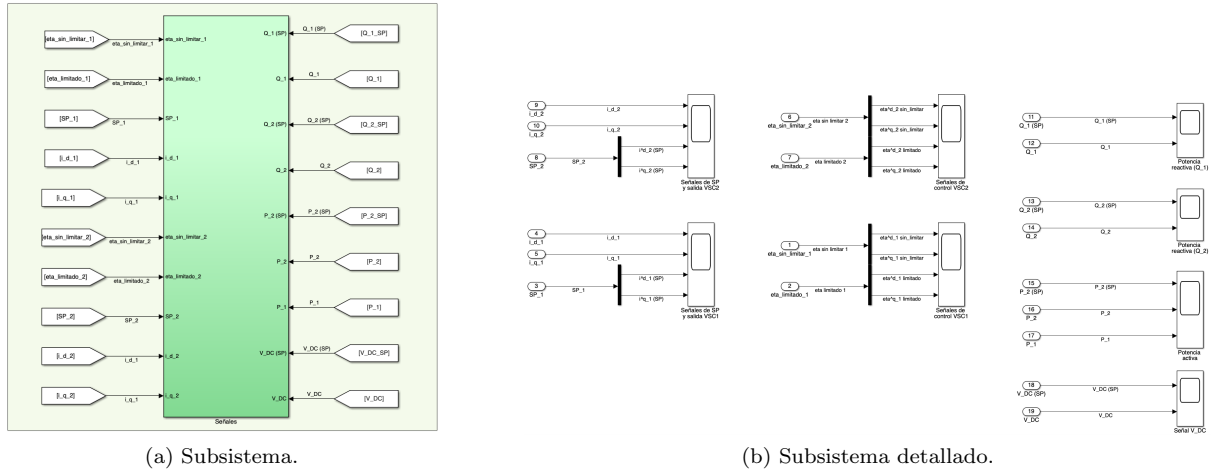 [eta_sin_limitar_1]
eta_sin_limitar_1
eta_sin_limitar_1
[eta_limitado_1]
eta_limitado_1
eta_limitado_1
[SP_1]
SP_1
SP_1
[i_d_1]
i_d_1
i_d_1
[i_q_1]
i_q_1
i_q_1
[eta_sin_limitar_2]
eta_sin_limitar_2
eta_sin_limitar_2
[eta_limitado_2]
eta_limitado_2
eta_limitado_2
[SP_2]
SP_2
SP_2
[i_d_2]
i_d_1
i_d_2
[i_q_2]
i_q_1
i_q_2
Q_1 (SP)
Q_1 (SP)
[Q_1_SP]
Q_1
Q_1
[Q_1]
Q_2 (SP)
Q_2 (SP)
[Q_2_SP]
Q_2
Q_2
[Q_2]
P_2 (SP)
P_2 (SP)
[P_2_SP]
P_2
P_2
[P_2]
P_1
P_1
[P_1]
V_DC (SP)
V_DC (SP)
[V_DC_SP]
V_DC
V_DC
[V_DC]
Señales
(a) Subsistema.
9
i_d_2
i_d_2
10
i_q_2
i_q_2
8
SP_2
SP_2
i^d_2 (SP)
i^q_2 (SP)
Señales de SP
y salida VSC2
4
i_d_1
i_d_1
5
i_q_1
i_q_1
3
SP_1
SP_1
i^d_1 (SP)
i^q_1 (SP)
Señales de SP
y salida VSC1
6
eta_sin_limitar_2
eta sin limitar 2
7
eta_limitado_2
eta limitado 2
eta^d_2 sin_limitar
eta^q_2 sin_limitar
eta^d_2 limitado
eta^q_2 limitado
Señales de
control VSC2
1
eta_sin_limitar_1
eta sin limitar 1
2
eta_limitado_1
eta limitado 1
eta^d_1 sin_limitar
eta^q_1 sin_limitar
eta^d_1 limitado
eta^q_1 limitado
Señales de
control VSC1
11
Q_1 (SP)
Q_1 (SP)
12
Q_1
Q_1
Potencia
reactiva (Q_1)
13
Q_2 (SP)
Q_2 (SP)
14
Q_2
Q_2
Potencia
reactiva (Q_2)
15
P_2 (SP)
P_2 (SP)
16
P_2
P_2
17
P_1
P_1
Potencia
activa
18
V_DC (SP)
V_DC (SP)
19
V_DC
V_DC
Señal V_DC
(b) Subsistema detallado.